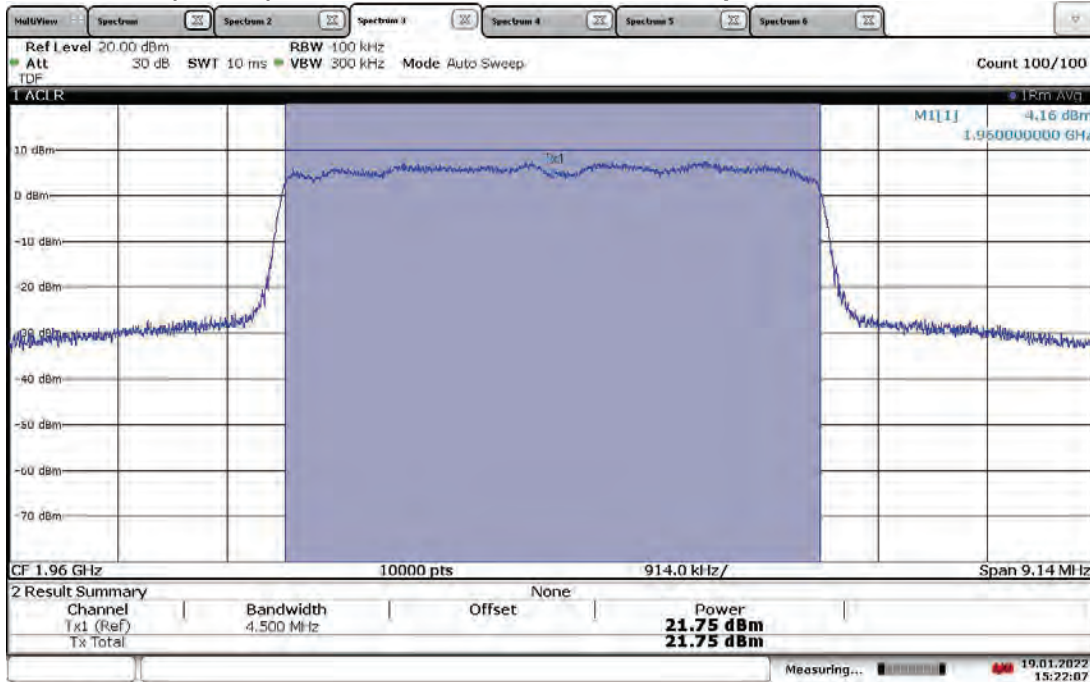 MultiView Spectrum Spectrum 2 Spectrum 3 Spectrum 4 Spectrum 5 Spectrum 6
Ref Level 20.00 dBm RBW 100 kHz
Att 30 dB SWT 10 ms VBW 300 kHz Mode Auto Sweep Count 100/100
TDF
1 ACLR 1Rm Avg
M1[1] 4.16 dBm
1.960000000 GHz
10 dBm
Tx1
0 dBm
-10 dBm
-20 dBm
-30 dBm
-40 dBm
-50 dBm
-60 dBm
-70 dBm
CF 1.96 GHz 10000 pts 914.0 kHz/ Span 9.14 MHz
2 Result Summary None
Channel Bandwidth Offset Power
Tx1 (Ref) 4.500 MHz 21.75 dBm
Tx Total 21.75 dBm
Measuring... 19.01.2022
15:22:07